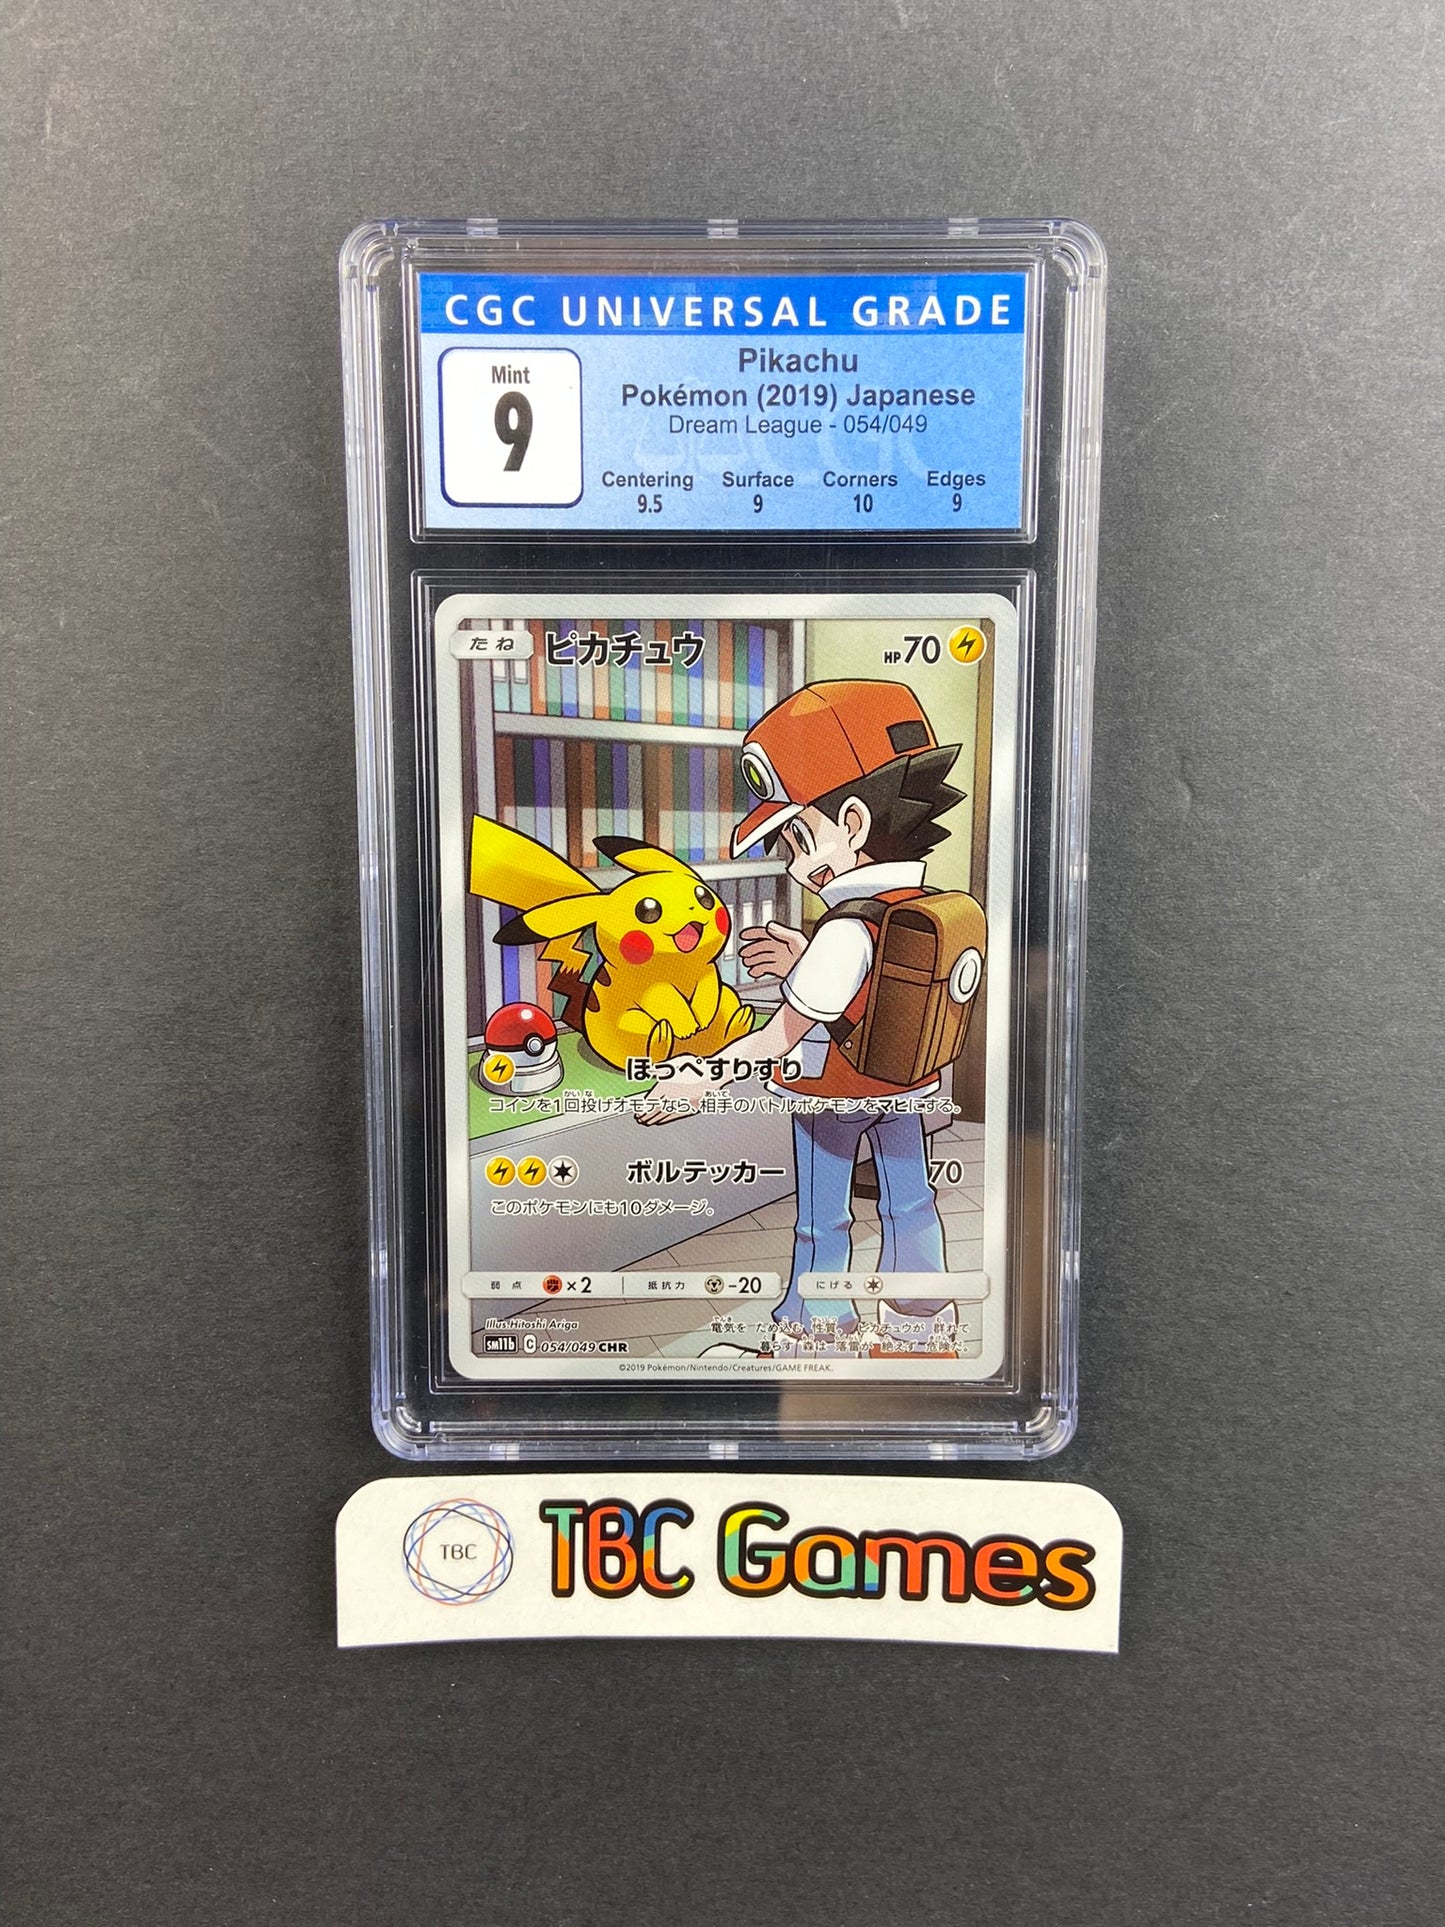 CGC UNIVERSAL GRADE
Mint
9
Pikachu
Pokémon (2019) Japanese
Dream League - 054/049
Centering Surface Corners Edges
9.5 9 10 9
たね ピカチュウ HP70
ほっぺすりすり
コインを1回投げオモテなら、相手のバトルポケモンをマヒにする。
ボルテッカー 70
このポケモンにも10ダメージ。
弱点 ×2 抵抗力 -20 にげる
Illus. Hitoshi Ariga
電気を ため込む 性質。 ピカチュウが 群れて
暮らす 森は 落雷が 絶えず 危険だ。
sm11b C 054/049 CHR
©2019 Pokémon/Nintendo/Creatures/GAME FREAK.
TBC TBC Games